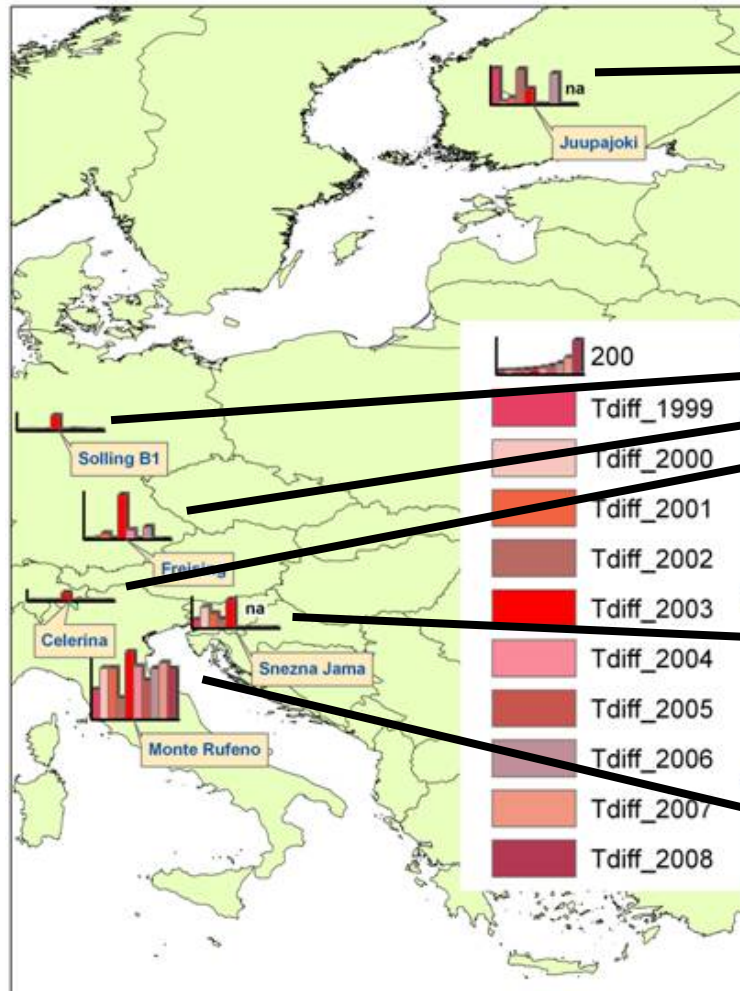 na
Juupajoki
200
Tdiff_1999
Solling B1
Tdiff_2000
Tdiff_2001
Tdiff_2002
Freising
Tdiff_2003
na
Celerina
Tdiff_2004
Snezna Jama
Tdiff_2005
Monte Rufeno
Tdiff_2006
Tdiff_2007
Tdiff_2008